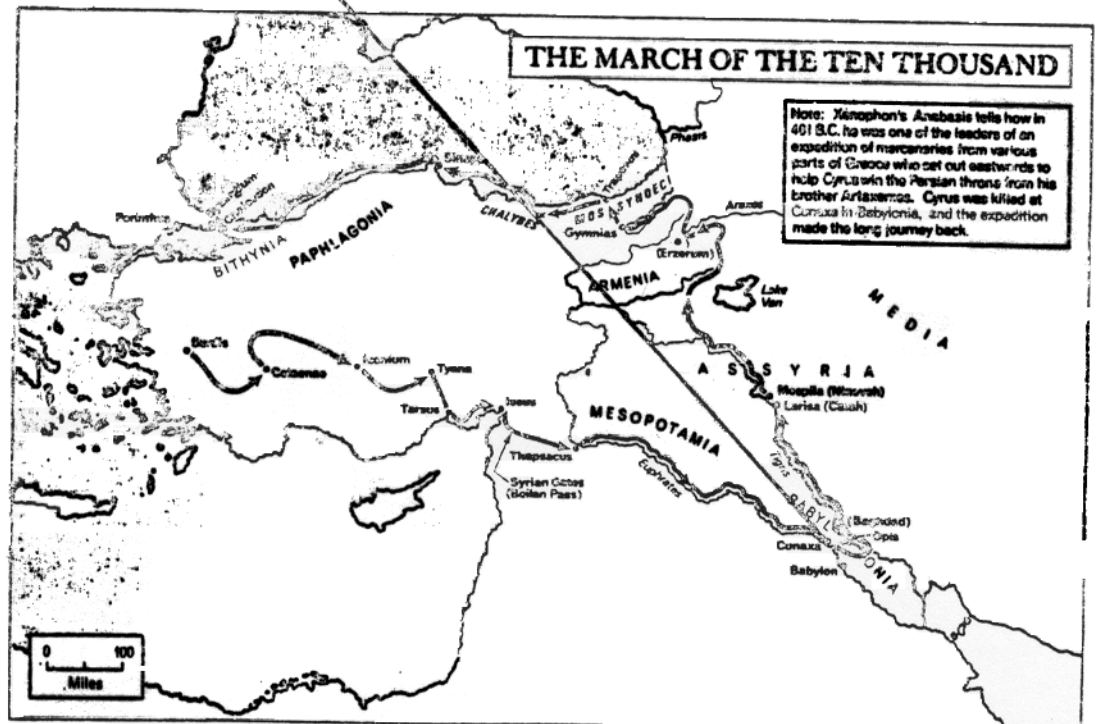 THE MARCH OF THE TEN THOUSAND
Note: Xenophon's Anabasis tells how in
401 B.C. he was one of the leaders of an
expedition of mercenaries from various
parts of Greece who set out eastwards to
help Cyrus win the Persian throne from his
brother Artaxerxes. Cyrus was killed at
Cunaxa in Babylonia, and the expedition
made the long journey back.
Phasis
Sinope
Trapezus
MOSSYNOECI
CHALYBES
Gymnias
Araxes
(Erzerum)
Perinthus
BITHYNIA
PAPHLAGONIA
ARMENIA
Lake
Van
MEDIA
Sardis
Celaenae
Iconium
Tyana
Tarsus
Issus
ASSYRIA
Mespila (Nineveh)
Larisa (Calah)
MESOPOTAMIA
Thapsacus
Euphrates
Tigris
Syrian Gates
(Beilan Pass)
BABYLONIA
(Baghdad)
Opis
Cunaxa
Babylon
0 100
Miles